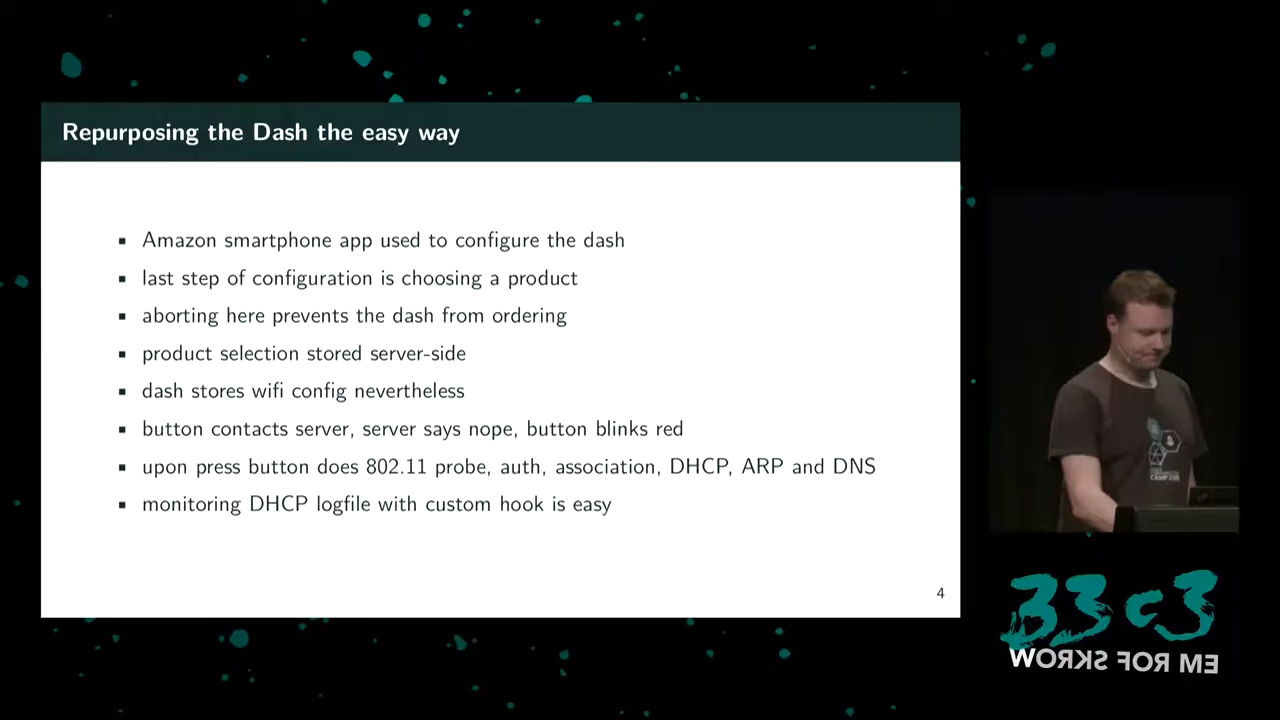 Repurposing the Dash the easy way
▪ Amazon smartphone app used to configure the dash
▪ last step of configuration is choosing a product
▪ aborting here prevents the dash from ordering
▪ product selection stored server-side
▪ dash stores wifi config nevertheless
▪ button contacts server, server says nope, button blinks red
▪ upon press button does 802.11 probe, auth, association, DHCP, ARP and DNS
▪ monitoring DHCP logfile with custom hook is easy
4
33c3
WORKS FOR ME